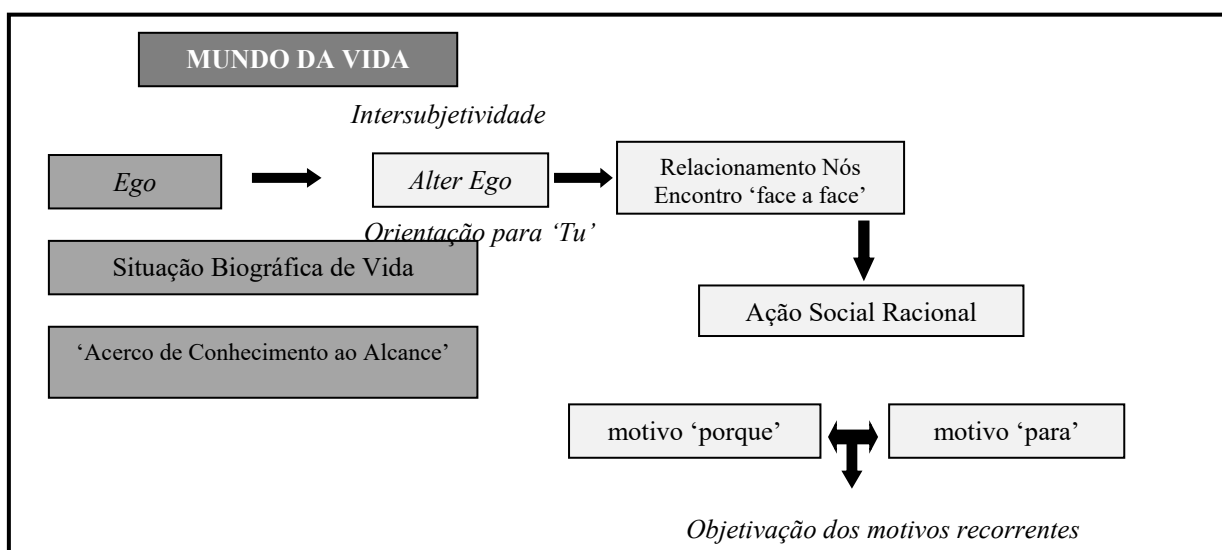 MUNDO DA VIDA
Intersubjetividade
Ego
Alter Ego
Relacionamento Nós
Encontro ‘face a face’
Orientação para ‘Tu’
Situação Biográfica de Vida
Ação Social Racional
‘Acerco de Conhecimento ao Alcance’
motivo ‘porque’
motivo ‘para’
Objetivação dos motivos recorrentes